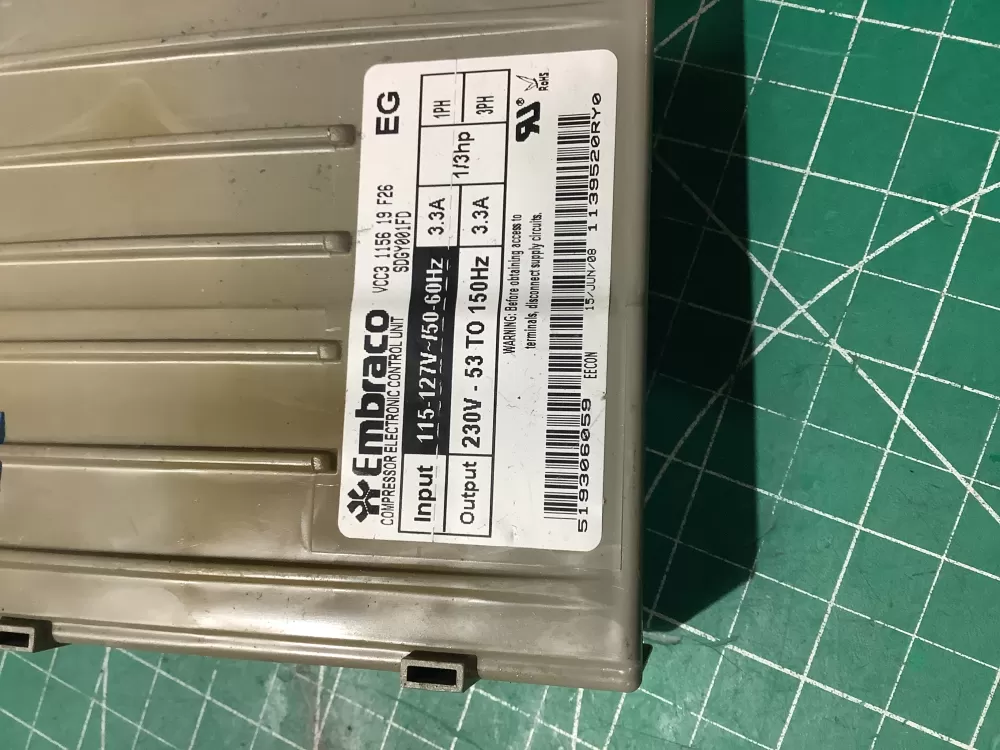 Embraco
EG
VCC3 1156 19 F26
COMPRESSOR ELECTRONIC CONTROL UNIT
SDGY001FD
Input 115-127V~/50-60Hz 3.3A 1/3hp 1PH
Output 230V - 53 TO 150Hz 3.3A 3PH
WARNING: Before obtaining access to
terminals, disconnect supply circuits.
RU®
RoHS
519306059 EECON 15/JUN/08 1139520RY0